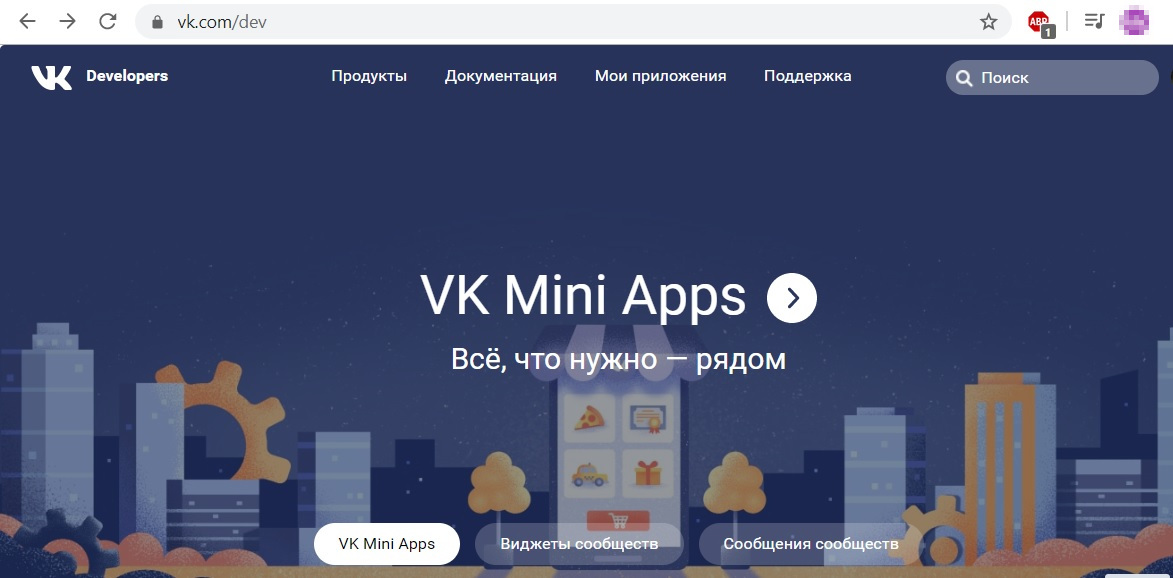 vk.com/dev
ABP
1
VK Developers Продукты Документация Мои приложения Поддержка Поиск
VK Mini Apps
Всё, что нужно — рядом
VK Mini Apps Виджеты сообществ Сообщения сообществ